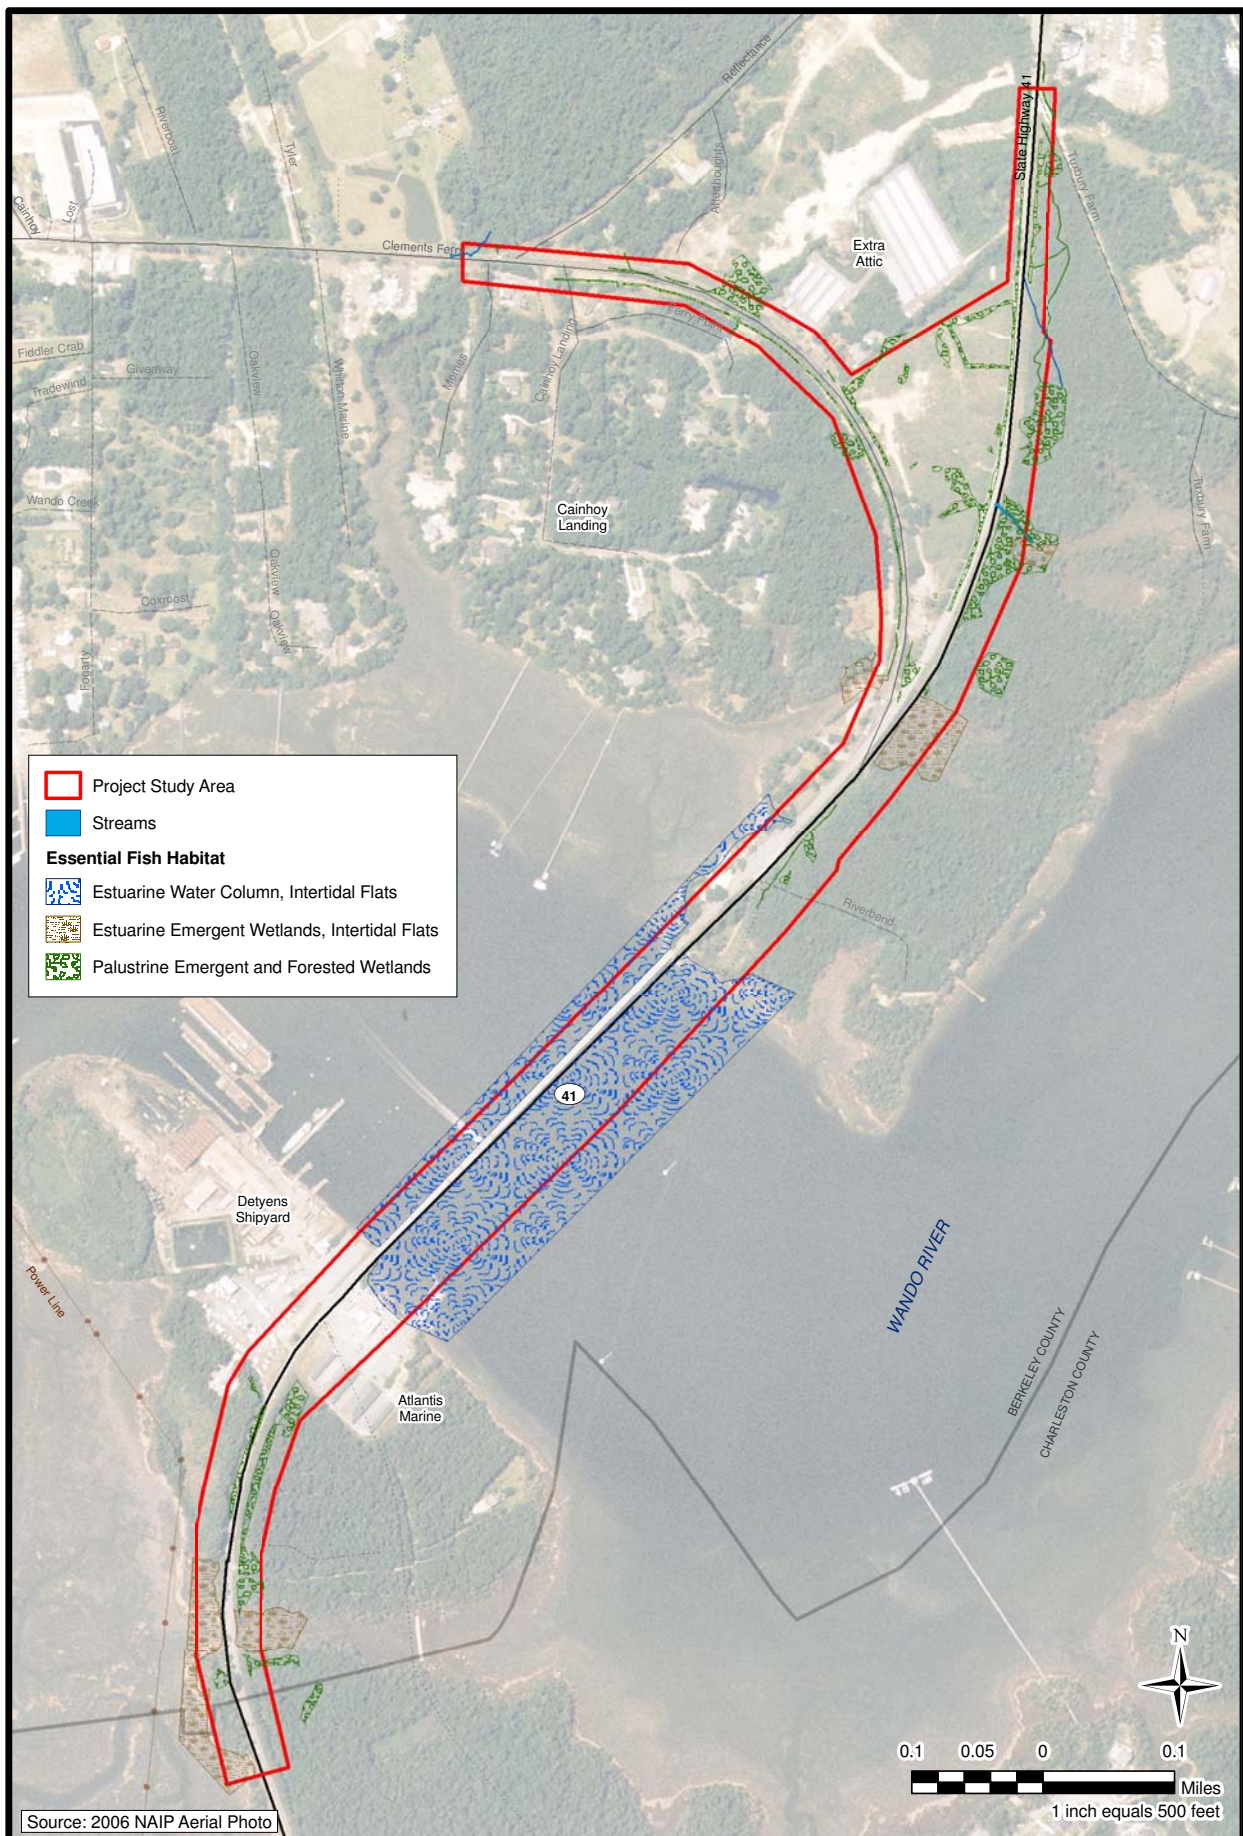 Reflectance
State Highway 41
Riverboat
Tyler
Afterthoughts
Tuxbury Farm
Cainhoy
Lost
Clements Ferry
Extra
Attic
Ferry Point
Fiddler Crab
Giveaway
Tradewind
Oakview
Whitton Marine
Memes
Cainhoy Landing
Wando Creek
Cainhoy
Landing
Tuxbury Farm
Oakview
Coxroost
Oakview
Fogarty
Project Study Area
Streams
Essential Fish Habitat
Estuarine Water Column, Intertidal Flats
Estuarine Emergent Wetlands, Intertidal Flats
Palustrine Emergent and Forested Wetlands
Riverbend
41
Detyens
Shipyard
Power Line
WANDO RIVER
BERKELEY COUNTY
CHARLESTON COUNTY
Atlantis
Marine
N
0.1 0.05 0 0.1
Miles
1 inch equals 500 feet
Source: 2006 NAIP Aerial Photo